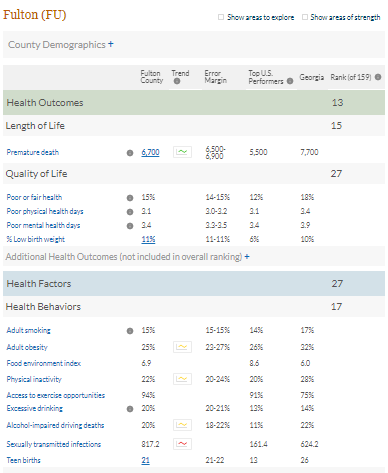 Fulton (FU)
Show areas to explore Show areas of strength
County Demographics +
Fulton County Trend Error Margin Top U.S. Performers Georgia Rank (of 159)
Health Outcomes 13
Length of Life 15
Premature death 6,700 6,500-6,900 5,500 7,700
Quality of Life 27
Poor or fair health 15% 14-15% 12% 18%
Poor physical health days 3.1 3.0-3.2 3.1 3.4
Poor mental health days 3.4 3.3-3.5 3.4 3.9
% Low birth weight 11% 11-11% 6% 10%
Additional Health Outcomes (not included in overall ranking) +
Health Factors 27
Health Behaviors 17
Adult smoking 15% 15-15% 14% 17%
Adult obesity 25% 23-27% 26% 32%
Food environment index 6.9 8.6 6.0
Physical inactivity 22% 20-24% 20% 28%
Access to exercise opportunities 94% 91% 75%
Excessive drinking 20% 20-21% 13% 14%
Alcohol-impaired driving deaths 20% 18-22% 11% 22%
Sexually transmitted infections 817.2 161.4 624.2
Teen births 21 21-22 13 26